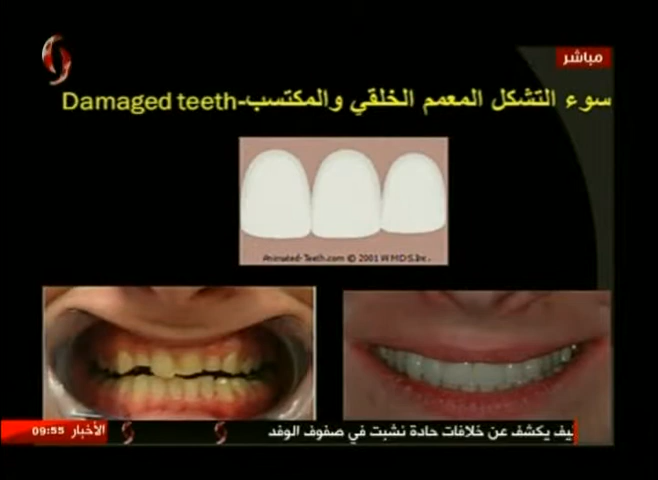 مباشر
سوء التشكل المعمم الخلقي والمكتسب-Damaged teeth
Animated-Teeth.com © 2001 WMDS,Inc.
يكشف عن خلافات حادة نشبت في صفوف الوفد
الأخبار 09:55